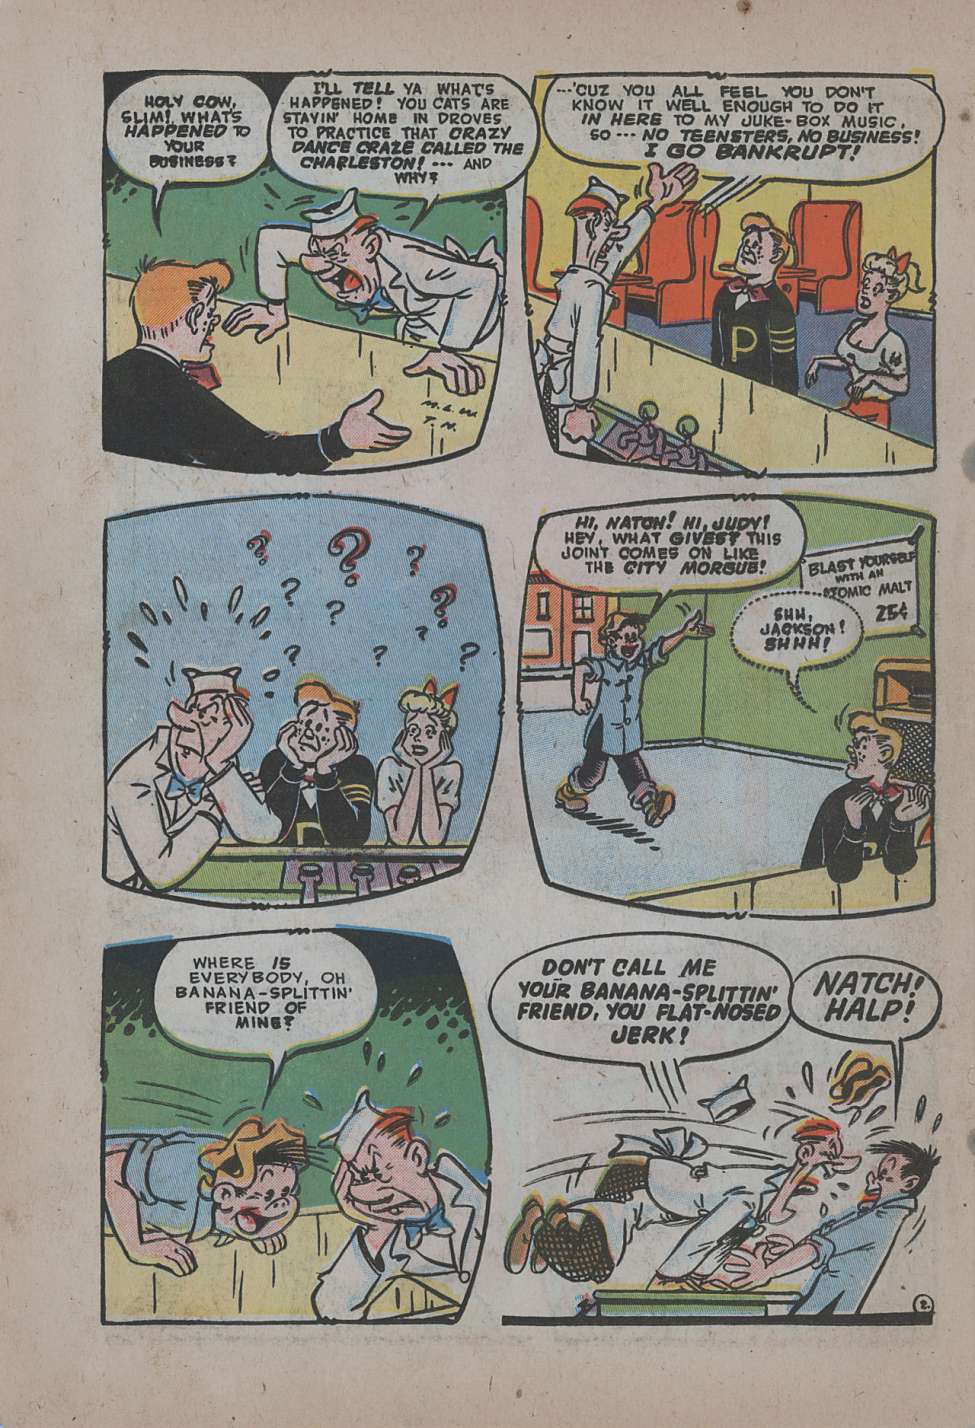 HOLY COW,
SLIM! WHAT'S
HAPPENED TO
YOUR
BUSINESS?
I'LL TELL YA WHAT'S
HAPPENED! YOU CATS ARE
STAYIN' HOME IN DROVES
TO PRACTICE THAT CRAZY
DANCE CRAZE CALLED THE
CHARLESTON! --- AND
WHY?
---'CUZ YOU ALL FEEL YOU DON'T
KNOW IT WELL ENOUGH TO DO IT
IN HERE TO MY JUKE-BOX MUSIC,
SO --- NO TEENSTERS, NO BUSINESS!
I GO BANKRUPT!
P
? ? ? ? ? ? ? ? ? ?
HI, NATCH! HI, JUDY!
HEY, WHAT GIVES? THIS
JOINT COMES ON LIKE
THE CITY MORGUE!
BLAST YOURSELF
WITH AN
ATOMIC MALT
25¢
SHH,
JACKSON!
SHHH!
WHERE IS
EVERYBODY, OH
BANANA-SPLITTIN'
FRIEND OF
MINE?
DON'T CALL ME
YOUR BANANA-SPLITTIN'
FRIEND, YOU FLAT-NOSED
JERK!
NATCH!
HALP!
2.